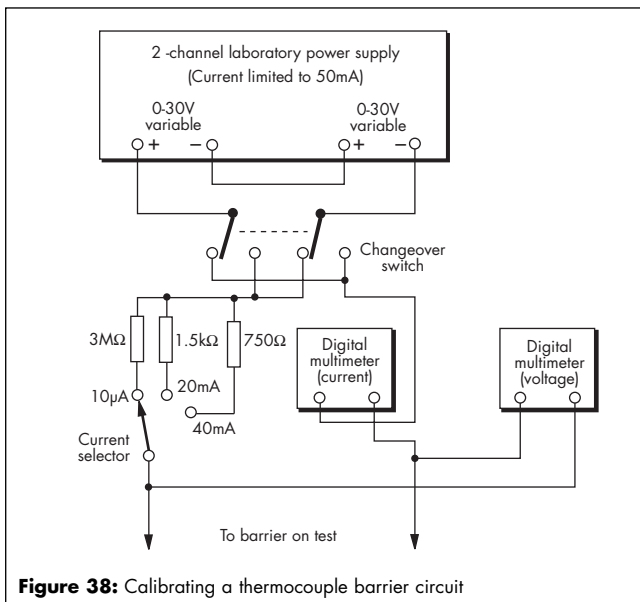 2 -channel laboratory power supply
(Current limited to 50mA)
0-30V
variable
0-30V
variable
+ −
+ −
Changeover
switch
3MΩ
1.5kΩ
750Ω
10µA
20mA
40mA
Current
selector
Digital
multimeter
(current)
Digital
multimeter
(voltage)
To barrier on test
Figure 38: Calibrating a thermocouple barrier circuit